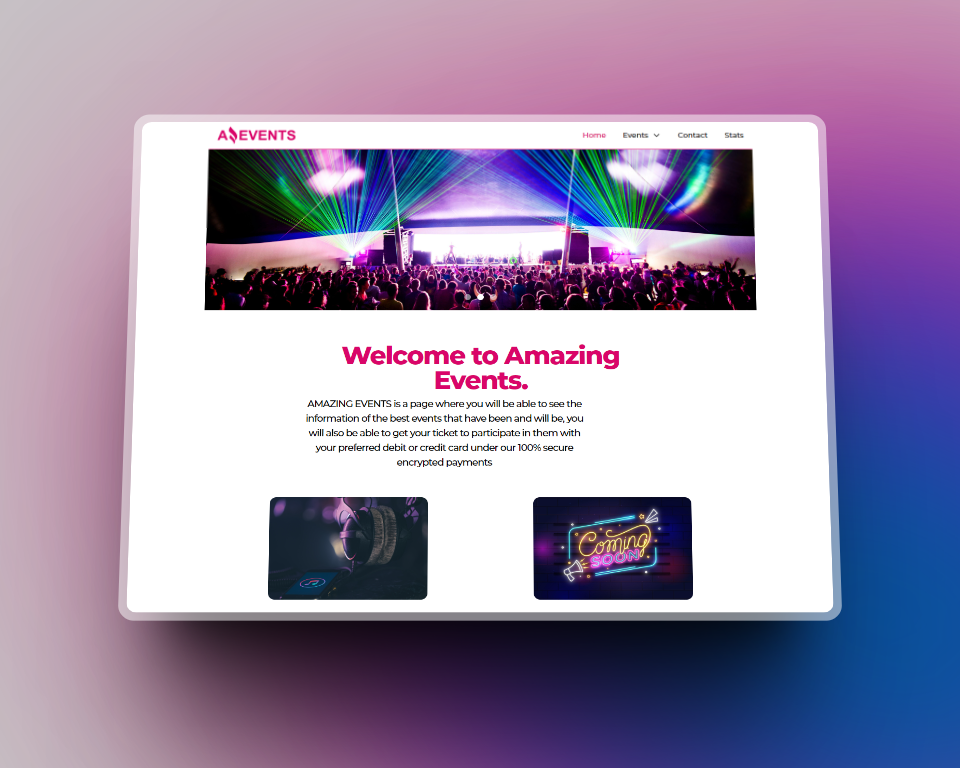 A EVENTS
Home Events Contact Stats
Welcome to Amazing
Events.
AMAZING EVENTS is a page where you will be able to see the
information of the best events that have been and will be, you
will also be able to get your ticket to participate in them with
your preferred debit or credit card under our 100% secure
encrypted payments
Coming
SOON